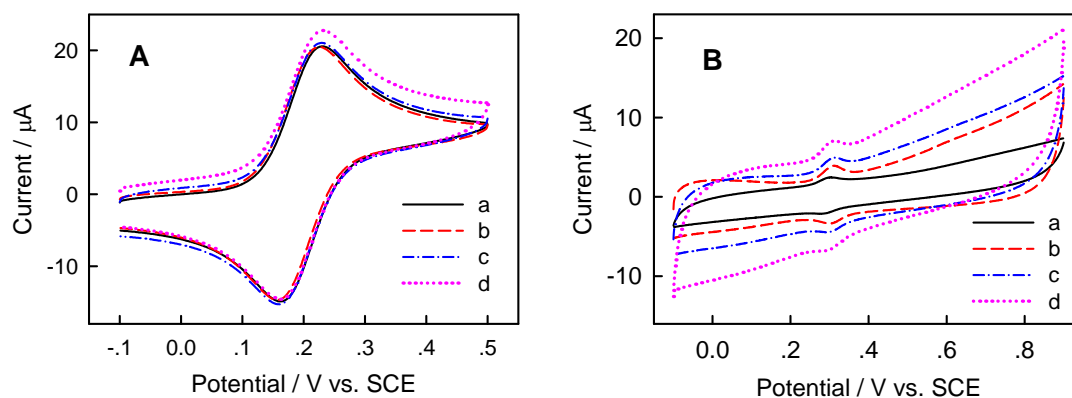 A
Current / μA
20
10
0
-10
a
b
c
d
-.1 0.0 .1 .2 .3 .4 .5
Potential / V vs. SCE
B
Current / μA
20
10
0
-10
a
b
c
d
0.0 .2 .4 .6 .8
Potential / V vs. SCE